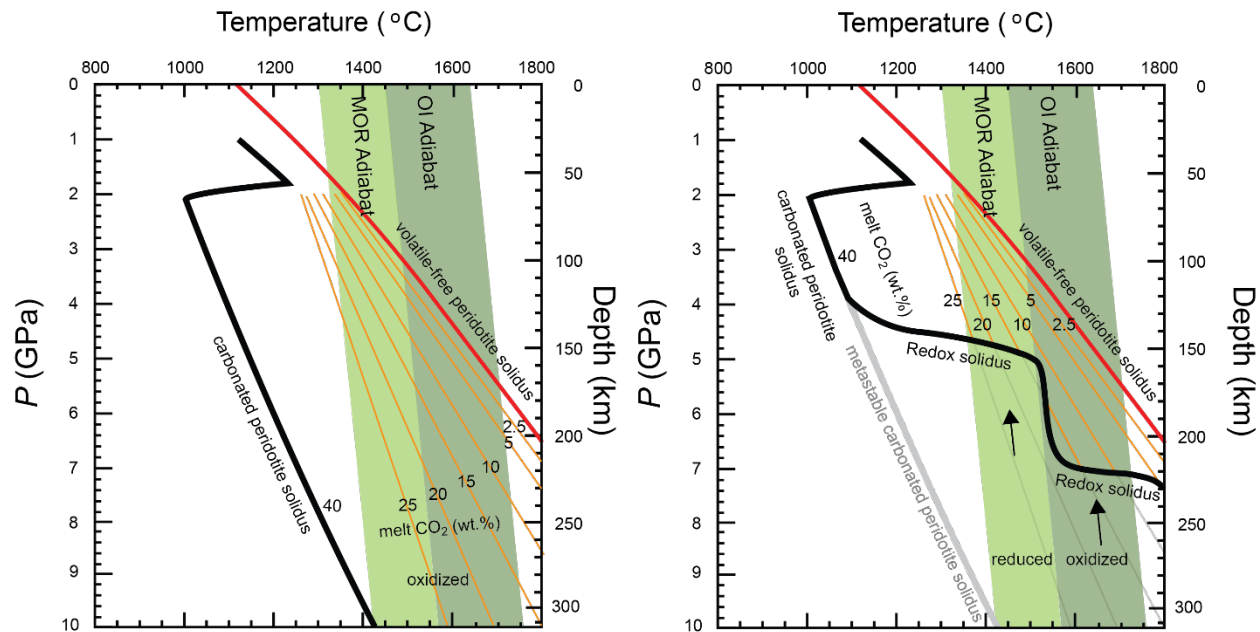 Temperature (°C)
800 1000 1200 1400 1600 1800
0
1
2
3
4
5
6
7
8
9
10
P (GPa)
0
50
100
150
200
250
300
Depth (km)
MOR Adiabat
OI Adiabat
volatile-free peridotite solidus
carbonated peridotite solidus
2.5
5
10
15
20
25
40
melt CO₂ (wt.%)
oxidized
Temperature (°C)
800 1000 1200 1400 1600 1800
0
1
2
3
4
5
6
7
8
9
10
P (GPa)
0
50
100
150
200
250
300
Depth (km)
MOR Adiabat
OI Adiabat
volatile-free peridotite solidus
carbonated peridotite
solidus
40
melt CO₂ (wt.%)
25 15 5
20 10 2.5
Redox solidus
metastable carbonated peridotite solidus
Redox solidus
reduced
oxidized